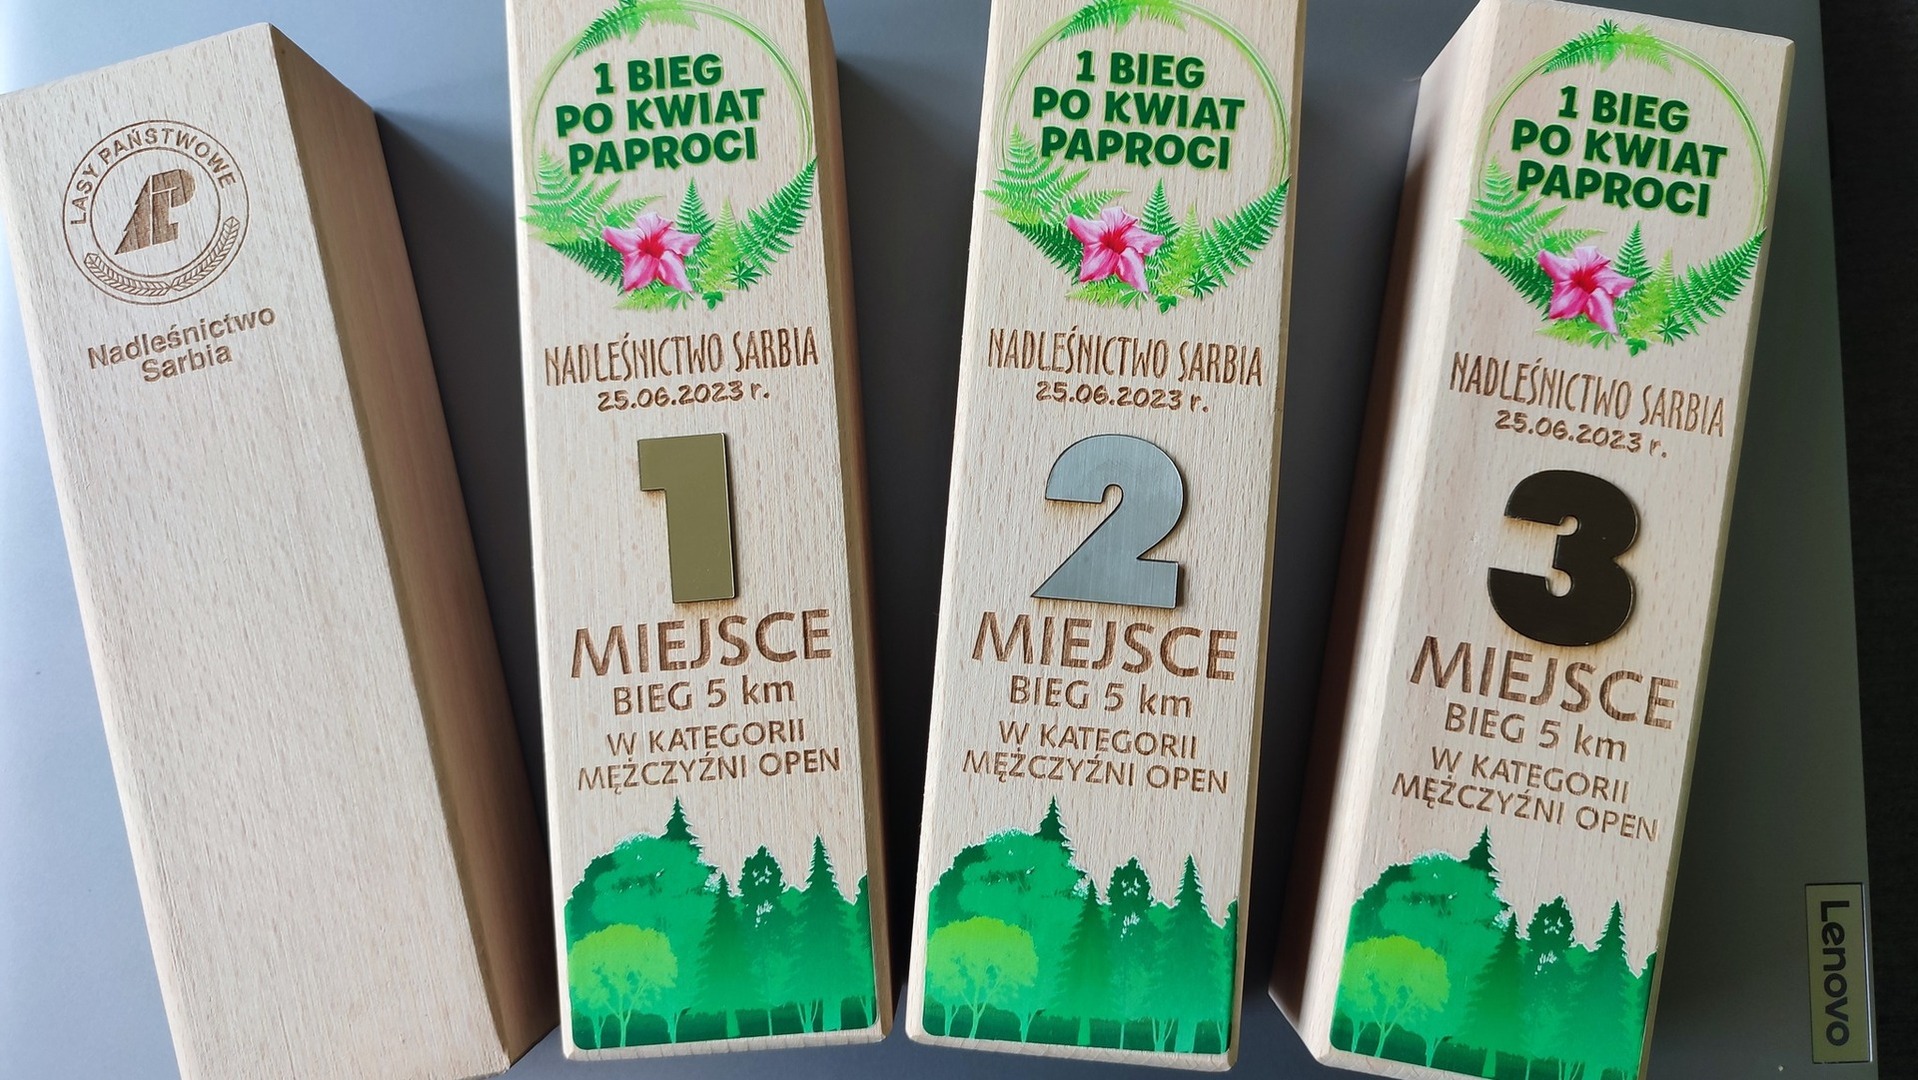 LASY PAŃSTWOWE
Nadleśnictwo
Sarbia
1 BIEG
PO KWIAT
PAPROCI
NADLEŚNICTWO SARBIA
25.06.2023 r.
1
MIEJSCE
BIEG 5 km
W KATEGORII
MĘŻCZYŹNI OPEN
1 BIEG
PO KWIAT
PAPROCI
NADLEŚNICTWO SARBIA
25.06.2023 r.
2
MIEJSCE
BIEG 5 km
W KATEGORII
MĘŻCZYŹNI OPEN
1 BIEG
PO KWIAT
PAPROCI
NADLEŚNICTWO SARBIA
25.06.2023 r.
3
MIEJSCE
BIEG 5 km
W KATEGORII
MĘŻCZYŹNI OPEN
Lenovo